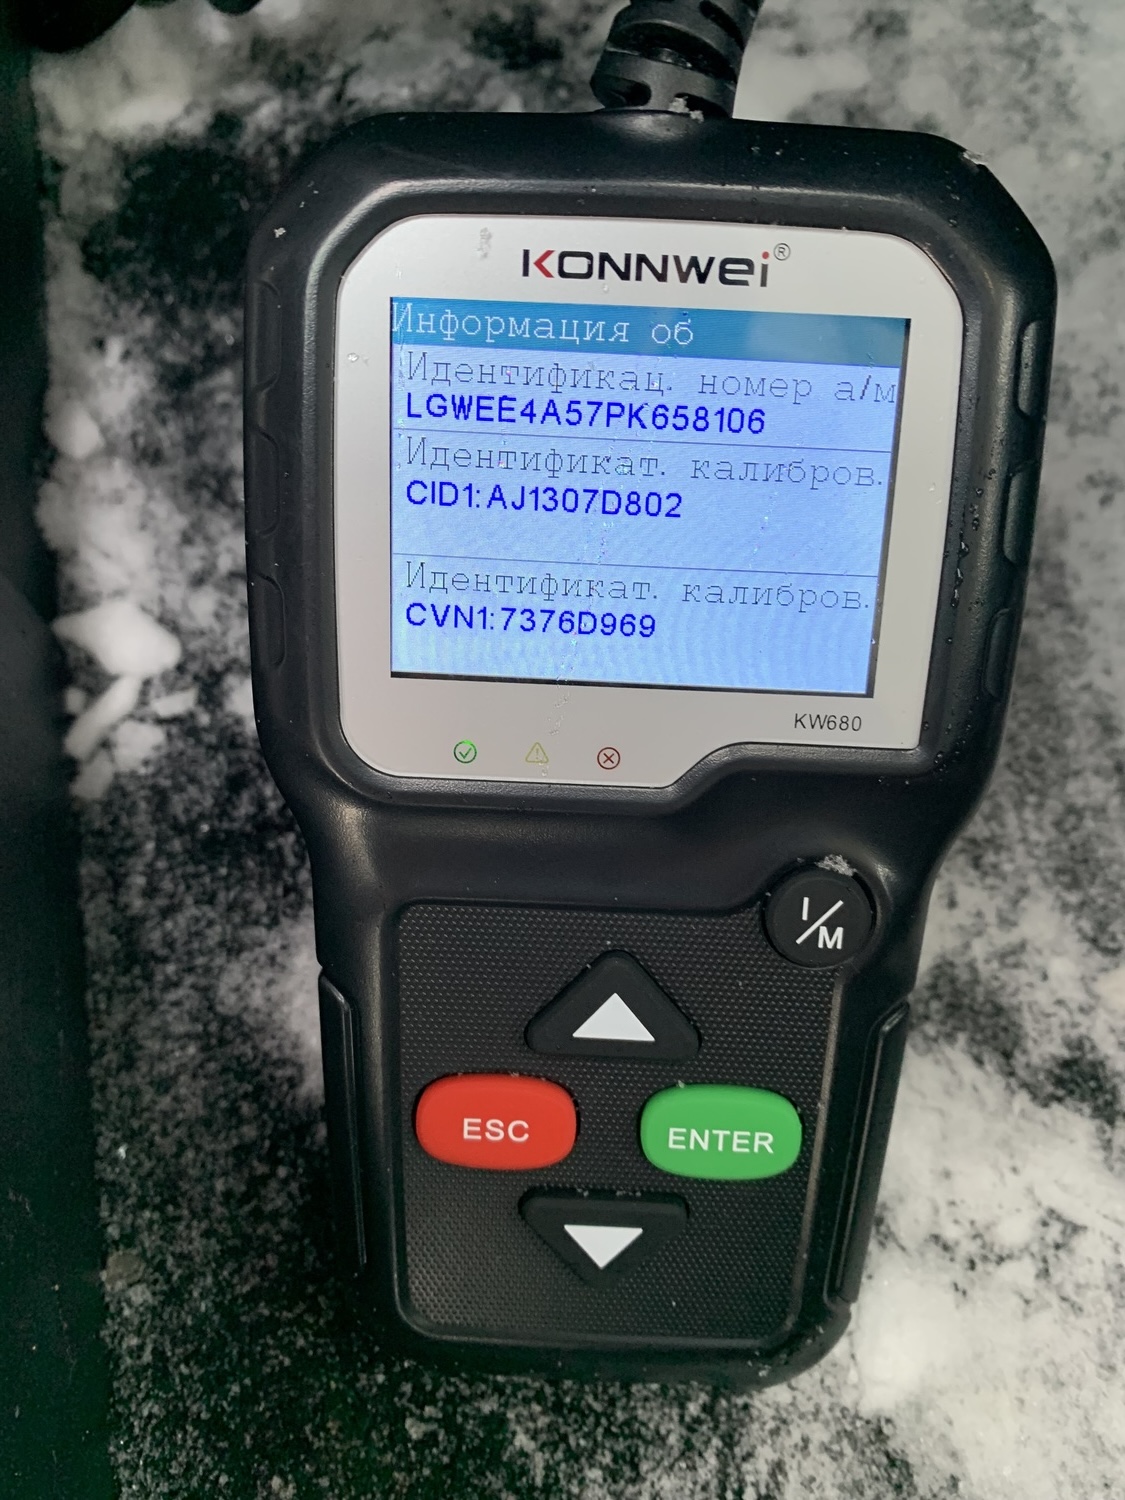 KONNWEI®
Информация об
Идентификац. номер а/м
LGWEE4A57PK658106
Идентификат. калибров.
CID1:AJ1307D802
Идентификат. калибров.
CVN1:7376D969
KW680
I/M
ESC
ENTER